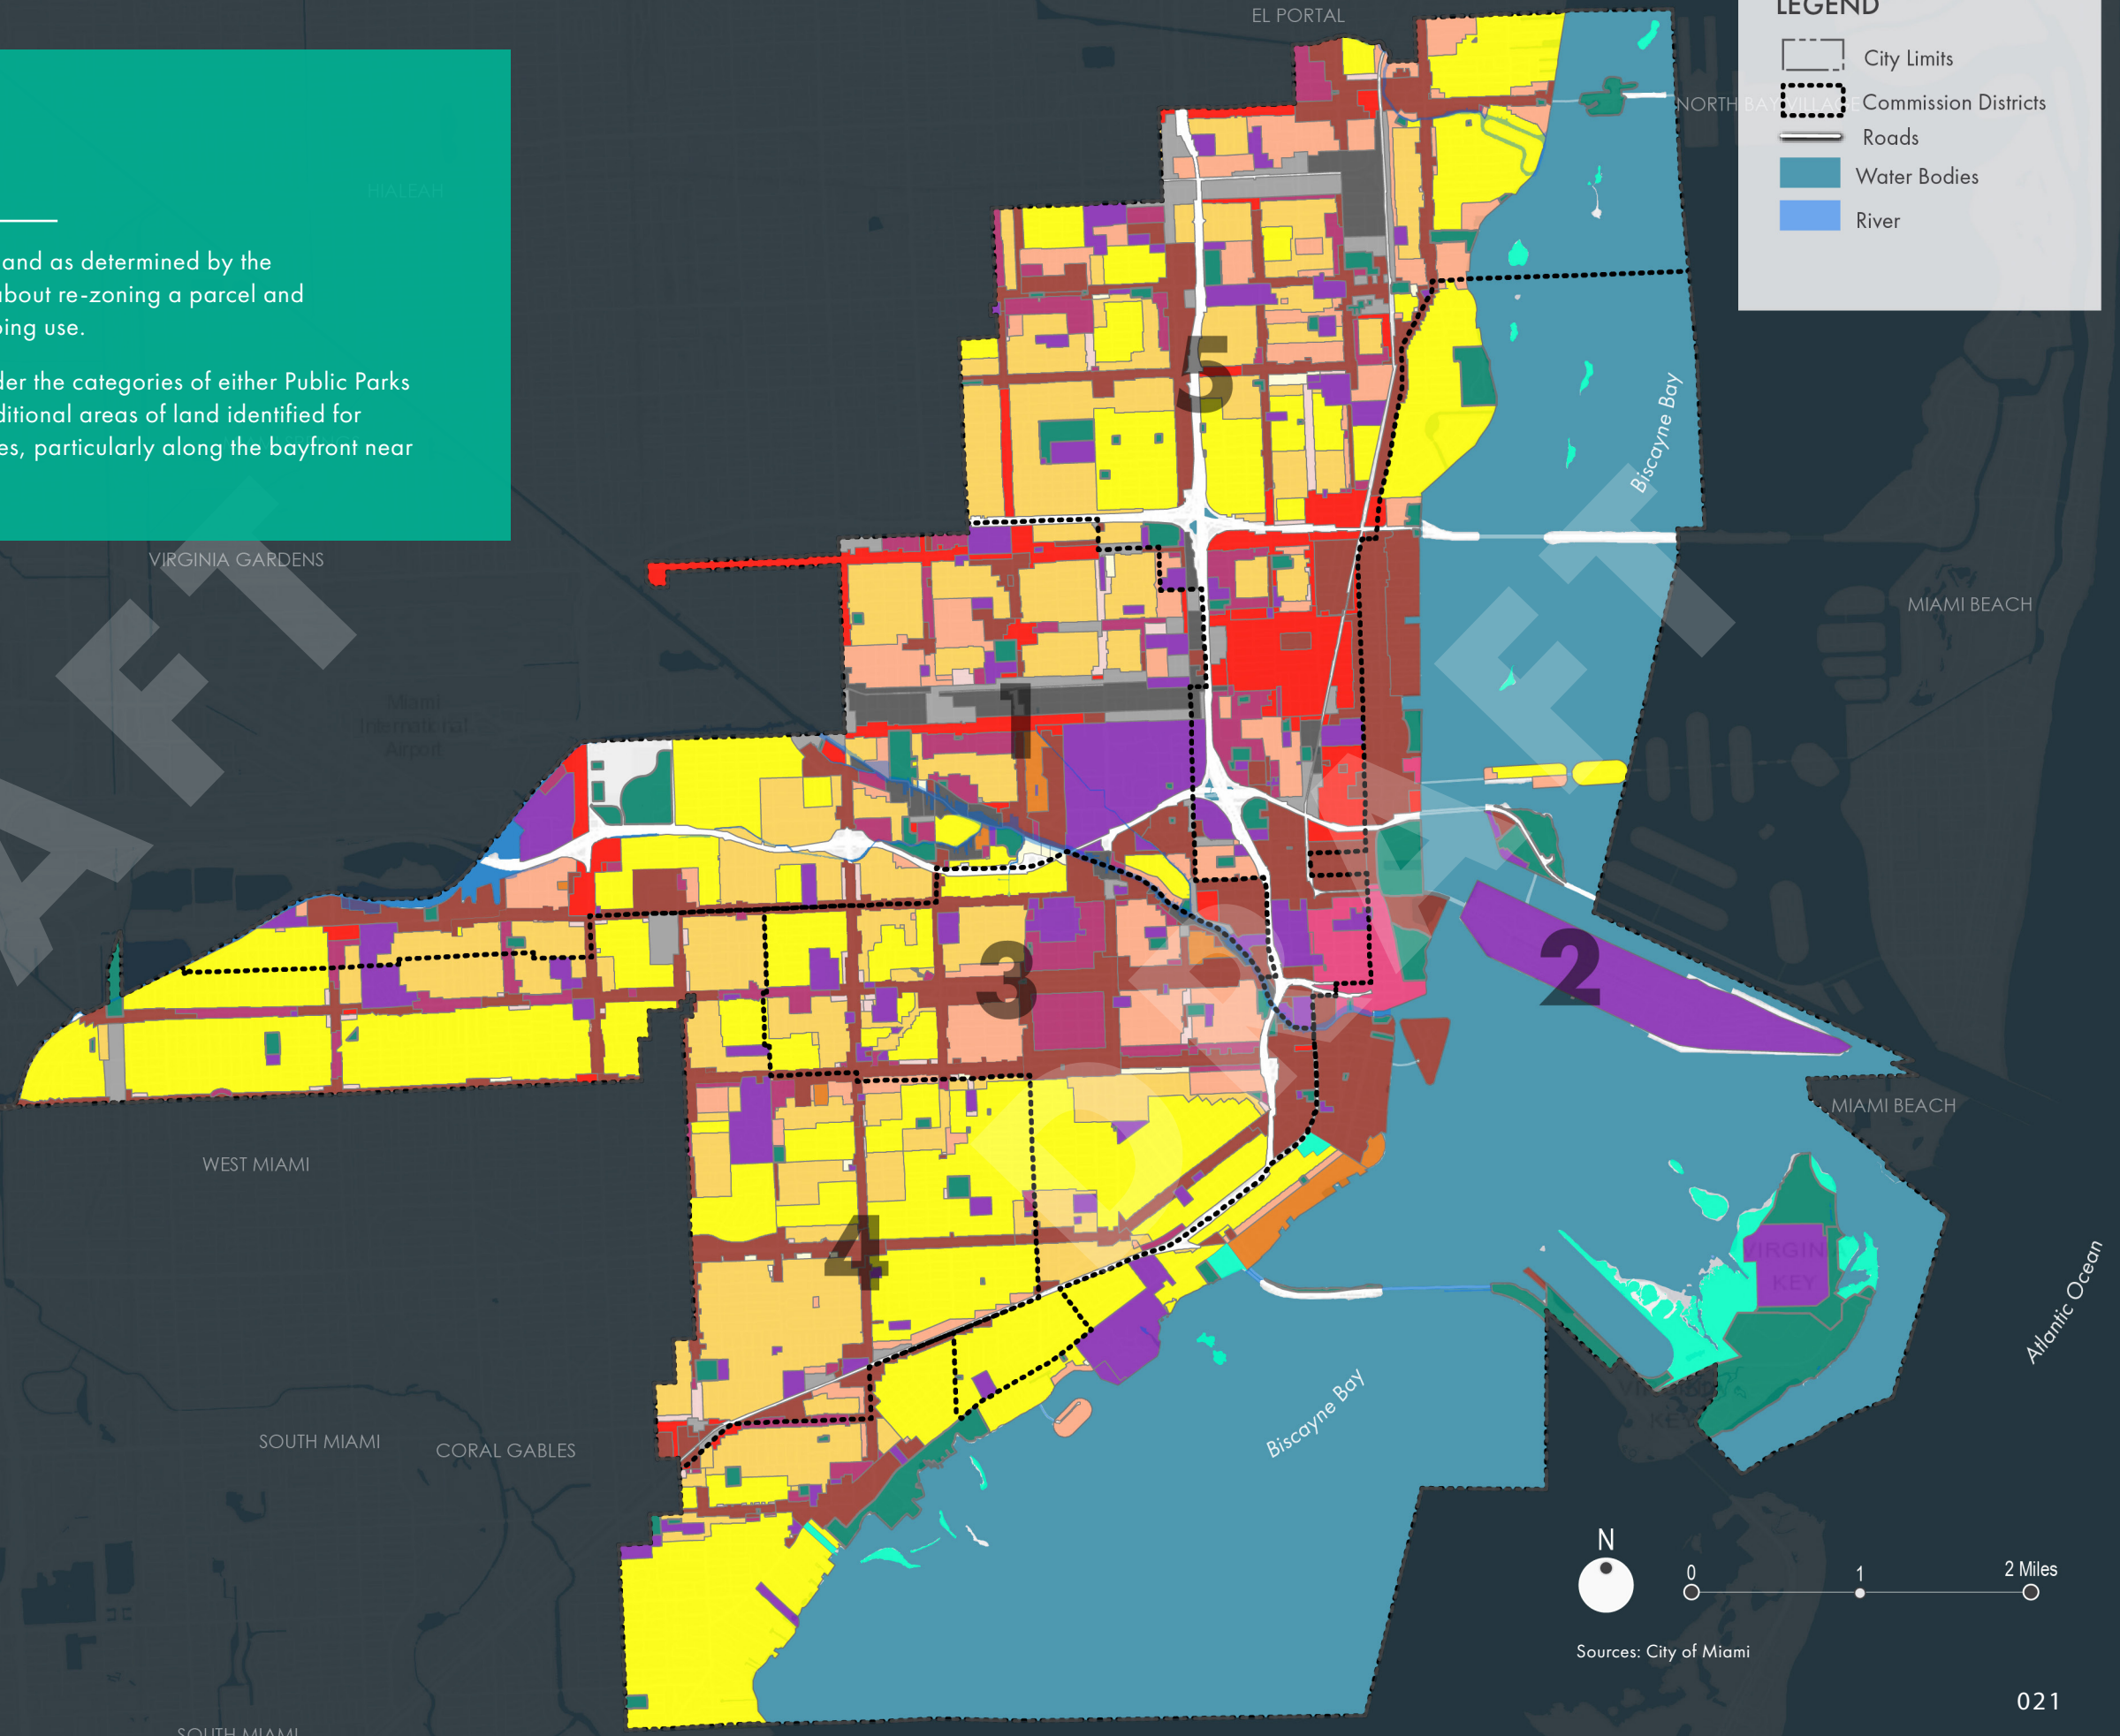 and as determined by the
about re-zoning a parcel and
ping use.
der the categories of either Public Parks
ditional areas of land identified for
es, particularly along the bayfront near
LEGEND
City Limits
Commission Districts
Roads
Water Bodies
River
EL PORTAL
NORTH BAY VILLAGE
HIALEAH
VIRGINIA GARDENS
Miami
International
Airport
MIAMI BEACH
MIAMI BEACH
WEST MIAMI
SOUTH MIAMI
CORAL GABLES
SOUTH MIAMI
Biscayne Bay
Biscayne Bay
Atlantic Ocean
VIRGINIA
KEY
5
1
3
2
4
DRAFT
AFT
N
0
1
2 Miles
Sources: City of Miami
021